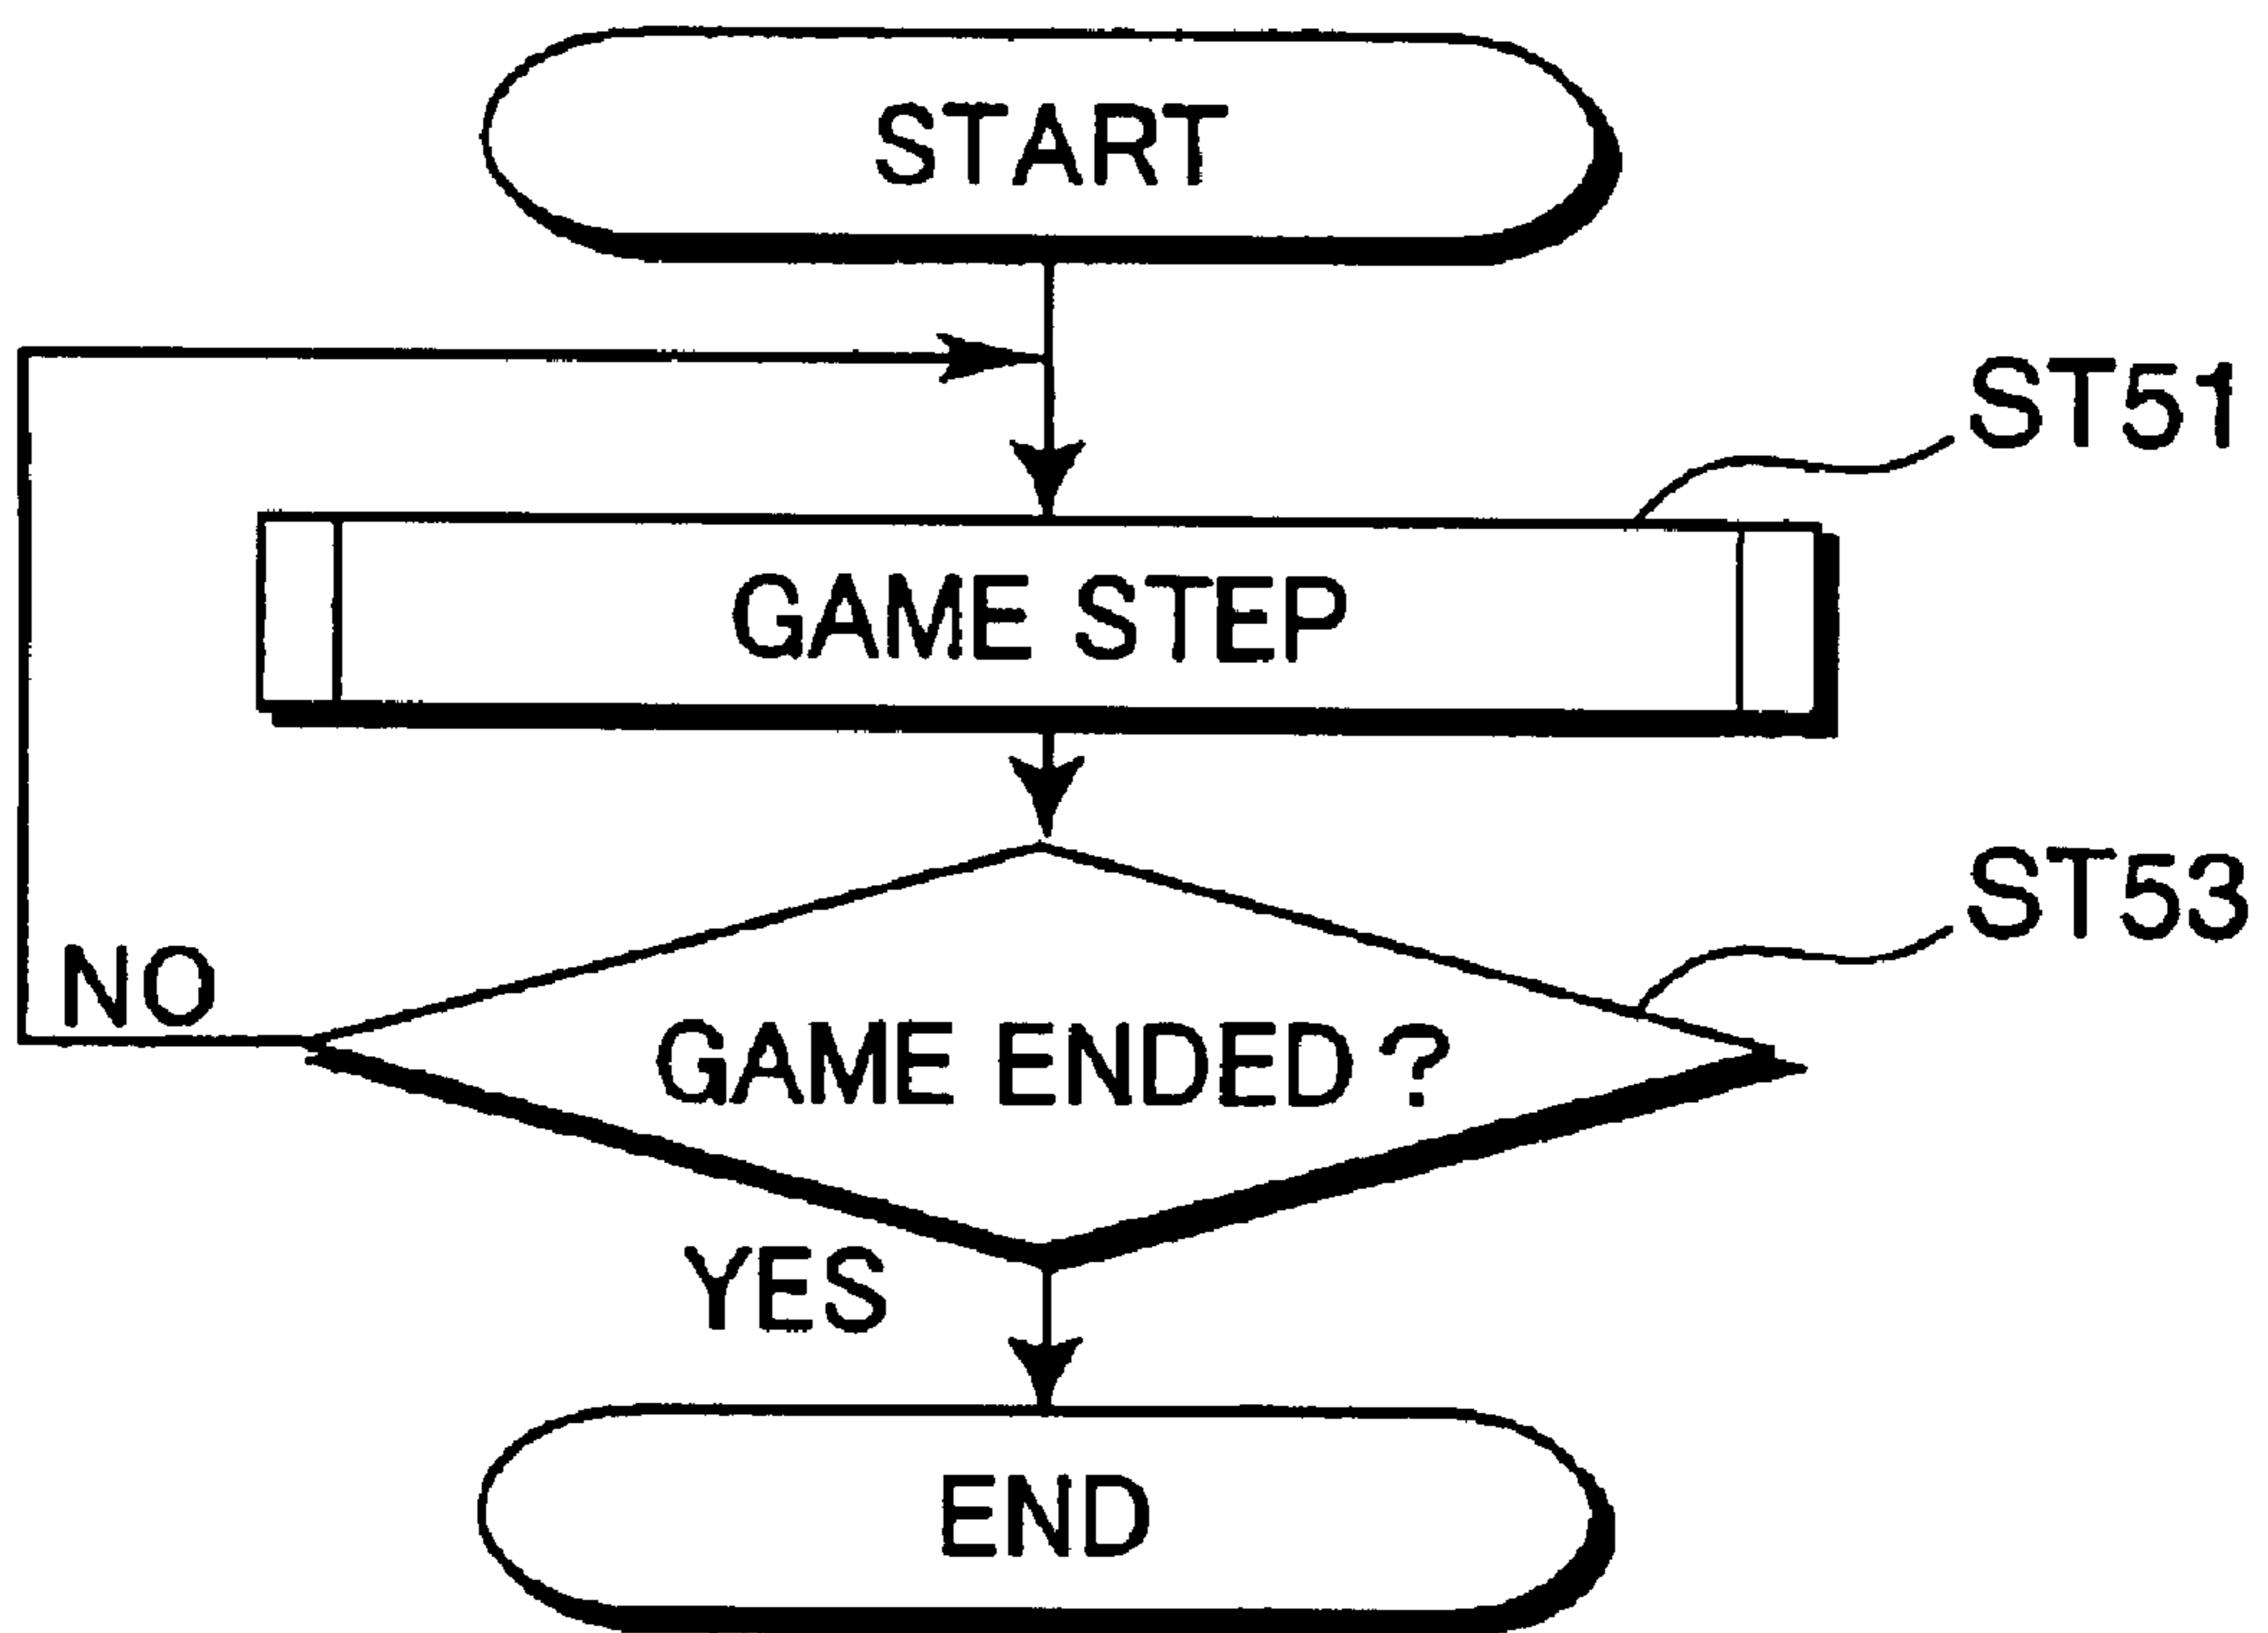 START
ST51
GAME STEP
ST53
NO
GAME ENDED ?
YES
END